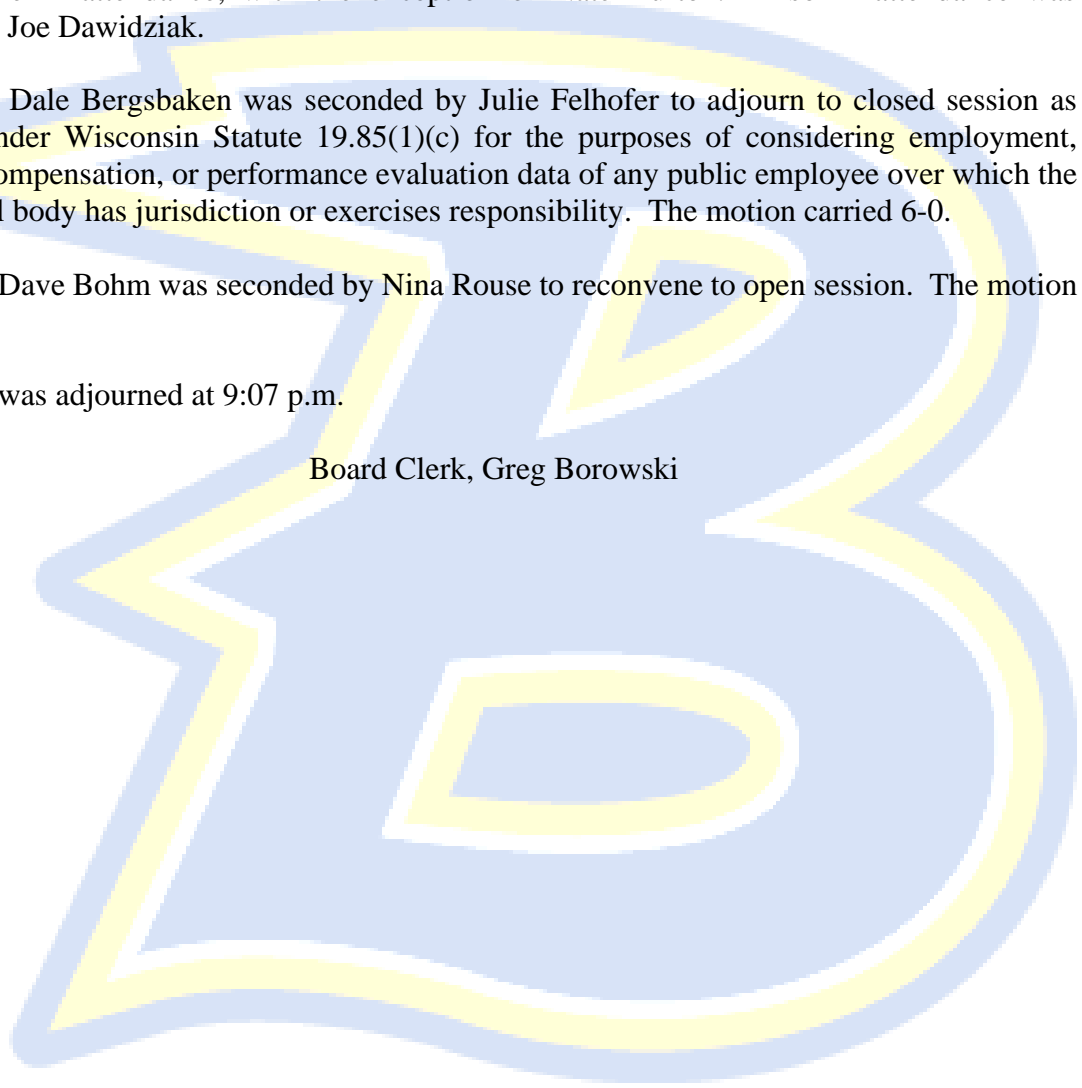 Joe Dawidziak.
Dale Bergsbaken was seconded by Julie Felhofer to adjourn to closed session as
nder Wisconsin Statute 19.85(1)(c) for the purposes of considering employment,
ompensation, or performance evaluation data of any public employee over which the
l body has jurisdiction or exercises responsibility. The motion carried 6-0.
Dave Bohm was seconded by Nina Rouse to reconvene to open session. The motion
was adjourned at 9:07 p.m.
Board Clerk, Greg Borowski
B